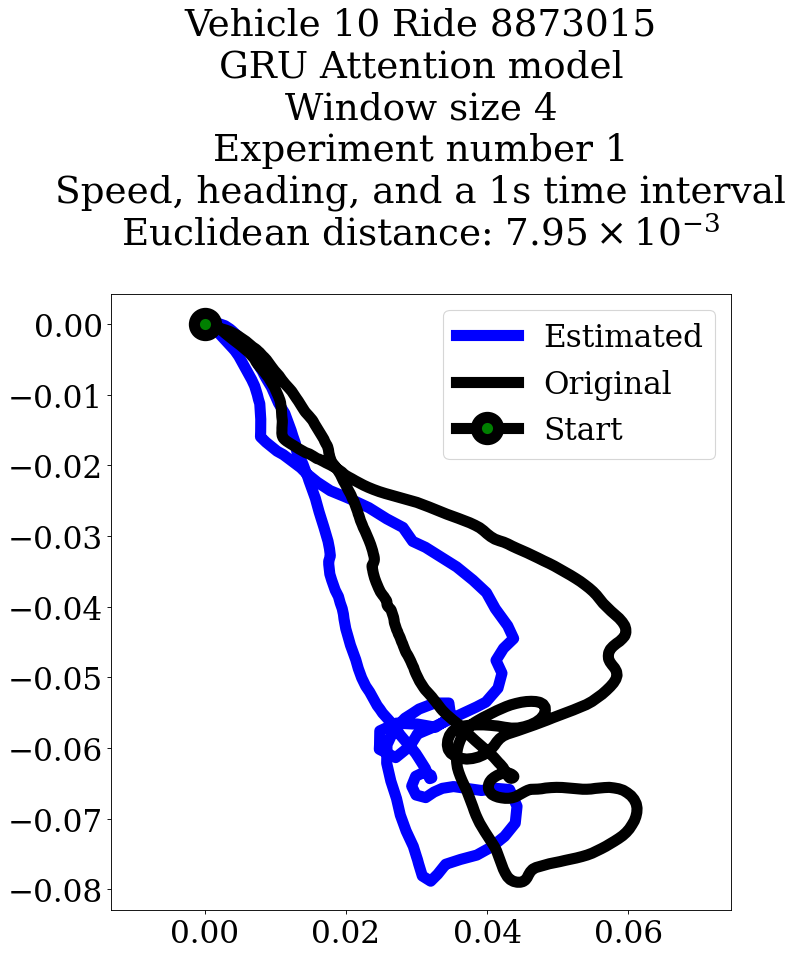 Vehicle 10 Ride 8873015
GRU Attention model
Window size 4
Experiment number 1
Speed, heading, and a 1s time interval
Euclidean distance: 7.95 × 10⁻³
Estimated
Original
Start
0.00
−0.01
−0.02
−0.03
−0.04
−0.05
−0.06
−0.07
−0.08
0.00 0.02 0.04 0.06